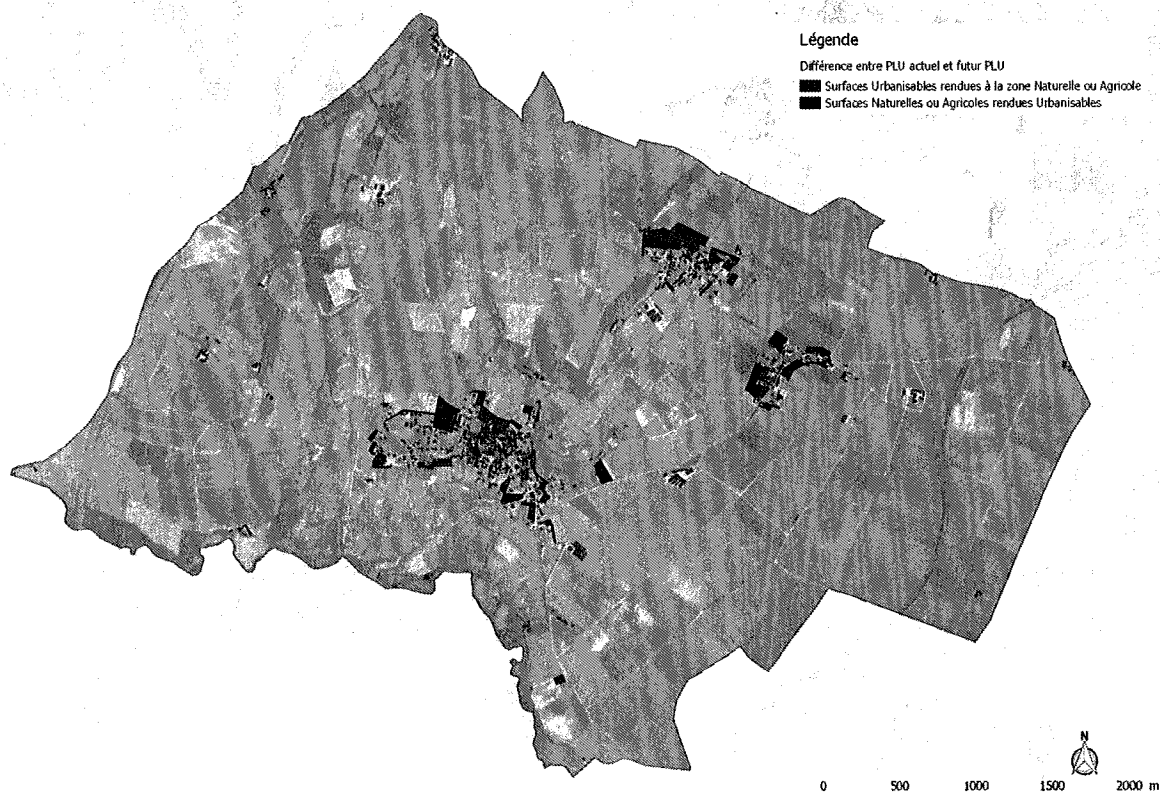 Légende
Différence entre PLU actuel et futur PLU
Surfaces Urbanisables rendues à la zone Naturelle ou Agricole
Surfaces Naturelles ou Agricoles rendues Urbanisables
N
0 500 1000 1500 2000 m